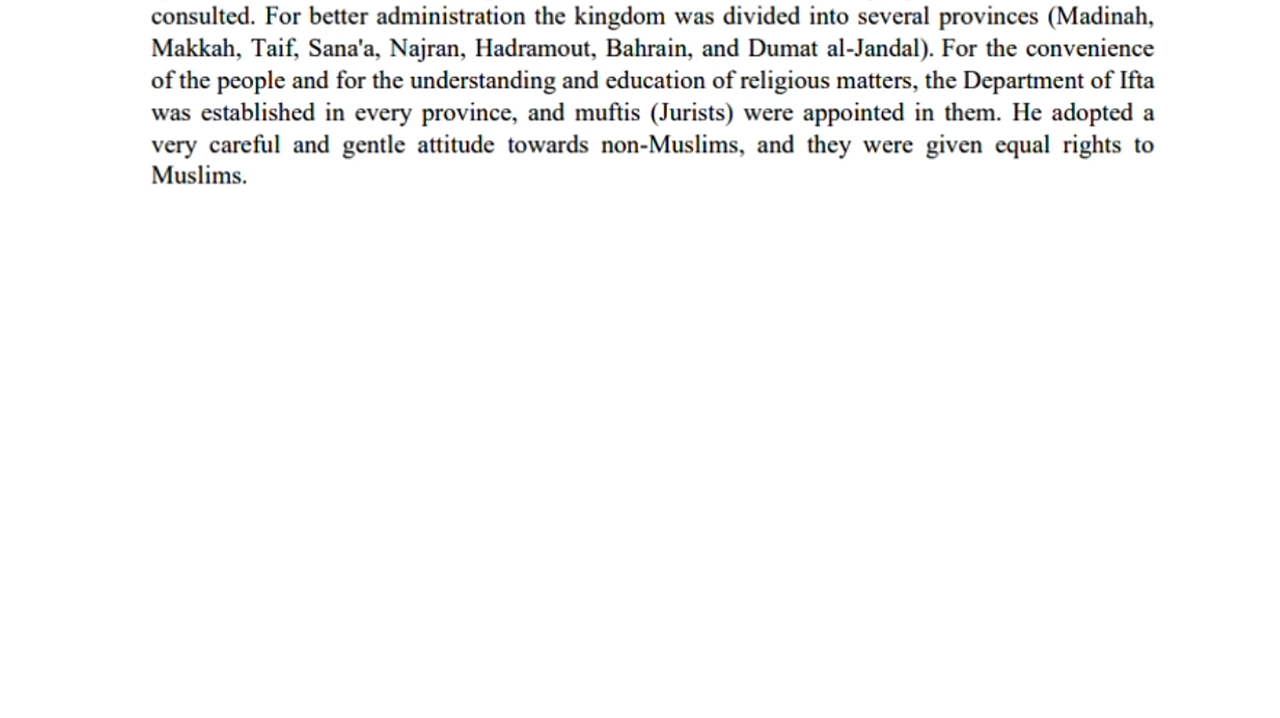 consulted. For better administration the kingdom was divided into several provinces (Madinah,
Makkah, Taif, Sana'a, Najran, Hadramout, Bahrain, and Dumat al-Jandal). For the convenience
of the people and for the understanding and education of religious matters, the Department of Ifta
was established in every province, and muftis (Jurists) were appointed in them. He adopted a
very careful and gentle attitude towards non-Muslims, and they were given equal rights to
Muslims.